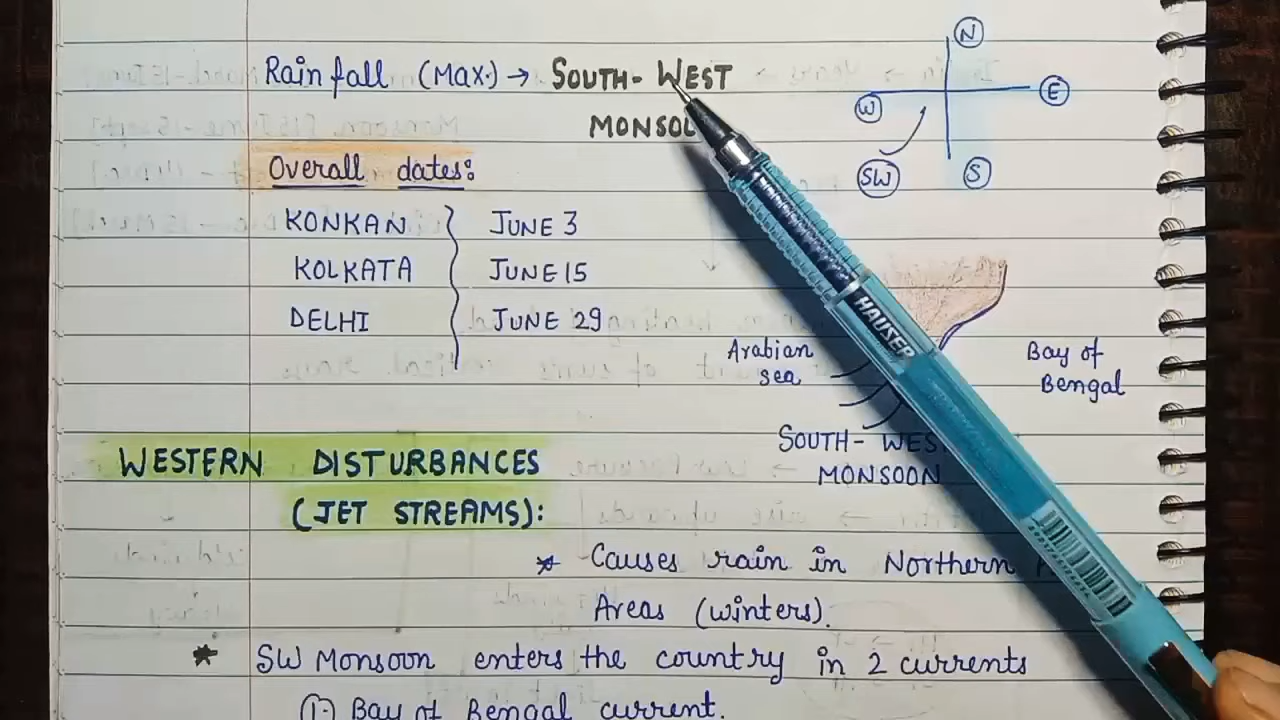 Rainfall (Max.) → SOUTH-WEST
N
W
E
SW
S
Overall dates:
KONKAN JUNE 3
KOLKATA JUNE 15
DELHI JUNE 29
HAUSER
Arabian
sea
Bay of
Bengal
SOUTH-
MONSOON
WESTERN DISTURBANCES
(JET STREAMS):
* Causes rain in Northern
Areas (winters).
* SW Monsoon enters the country in 2 currents
1. Bay of Bengal current.